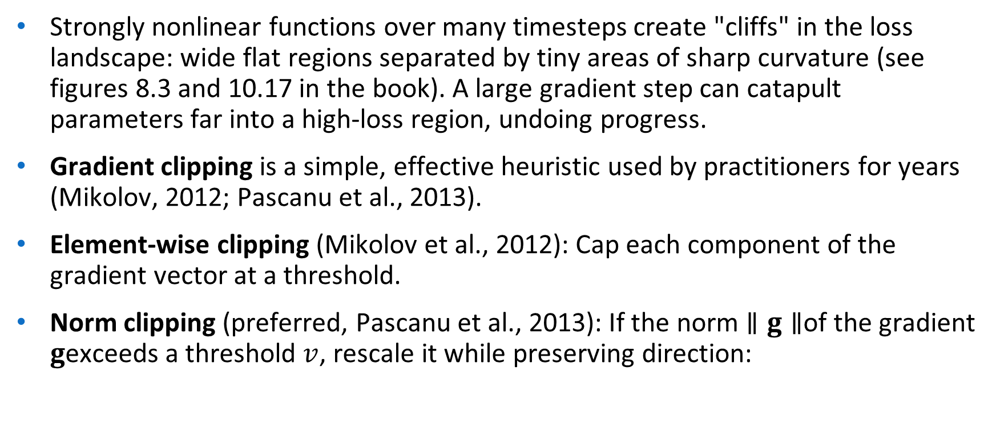 • Strongly nonlinear functions over many timesteps create "cliffs" in the loss
landscape: wide flat regions separated by tiny areas of sharp curvature (see
figures 8.3 and 10.17 in the book). A large gradient step can catapult
parameters far into a high-loss region, undoing progress.
• Gradient clipping is a simple, effective heuristic used by practitioners for years
(Mikolov, 2012; Pascanu et al., 2013).
• Element-wise clipping (Mikolov et al., 2012): Cap each component of the
gradient vector at a threshold.
• Norm clipping (preferred, Pascanu et al., 2013): If the norm ∥ g ∥of the gradient
gexceeds a threshold v, rescale it while preserving direction: